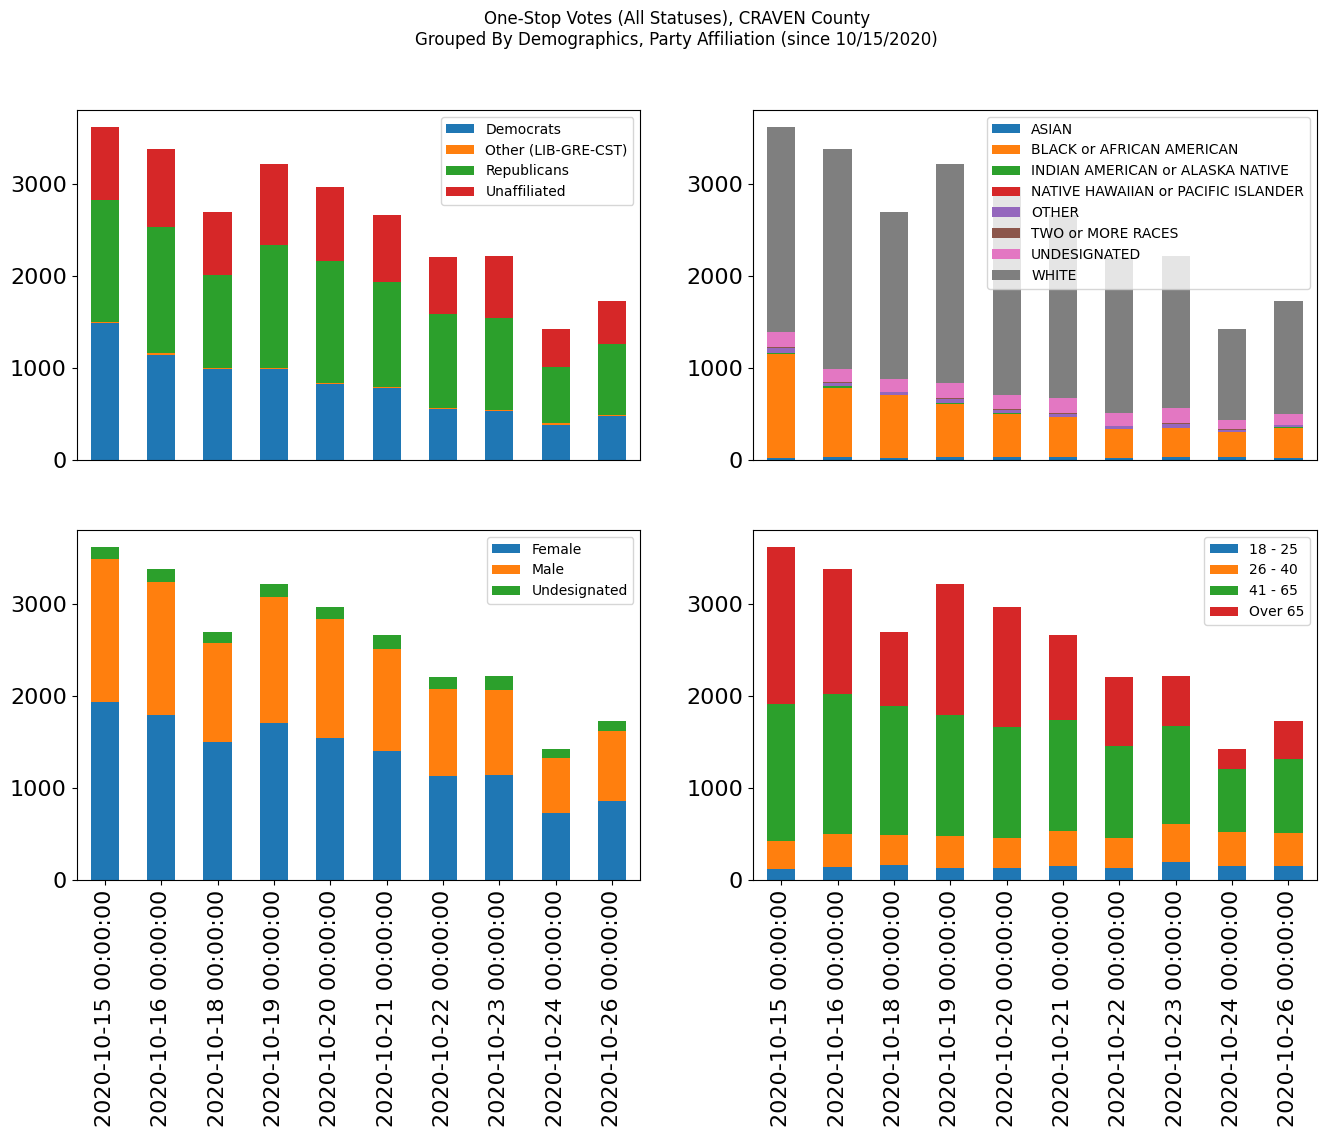 One-Stop Votes (All Statuses), CRAVEN County
Grouped By Demographics, Party Affiliation (since 10/15/2020)
3000
2000
1000
0
Democrats
Other (LIB-GRE-CST)
Republicans
Unaffiliated
3000
2000
1000
0
ASIAN
BLACK or AFRICAN AMERICAN
INDIAN AMERICAN or ALASKA NATIVE
NATIVE HAWAIIAN or PACIFIC ISLANDER
OTHER
TWO or MORE RACES
UNDESIGNATED
WHITE
3000
2000
1000
0
Female
Male
Undesignated
2020-10-15 00:00:00
2020-10-16 00:00:00
2020-10-18 00:00:00
2020-10-19 00:00:00
2020-10-20 00:00:00
2020-10-21 00:00:00
2020-10-22 00:00:00
2020-10-23 00:00:00
2020-10-24 00:00:00
2020-10-26 00:00:00
3000
2000
1000
0
18 - 25
26 - 40
41 - 65
Over 65
2020-10-15 00:00:00
2020-10-16 00:00:00
2020-10-18 00:00:00
2020-10-19 00:00:00
2020-10-20 00:00:00
2020-10-21 00:00:00
2020-10-22 00:00:00
2020-10-23 00:00:00
2020-10-24 00:00:00
2020-10-26 00:00:00